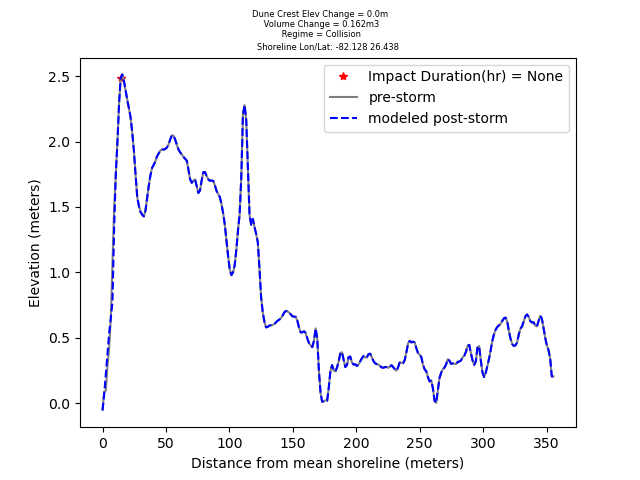 Dune Crest Elev Change = 0.0m
Volume Change = 0.162m3
Regime = Collision
Shoreline Lon/Lat: -82.128 26.438
Impact Duration(hr) = None
pre-storm
modeled post-storm
Elevation (meters)
2.5
2.0
1.5
1.0
0.5
0.0
0 50 100 150 200 250 300 350
Distance from mean shoreline (meters)